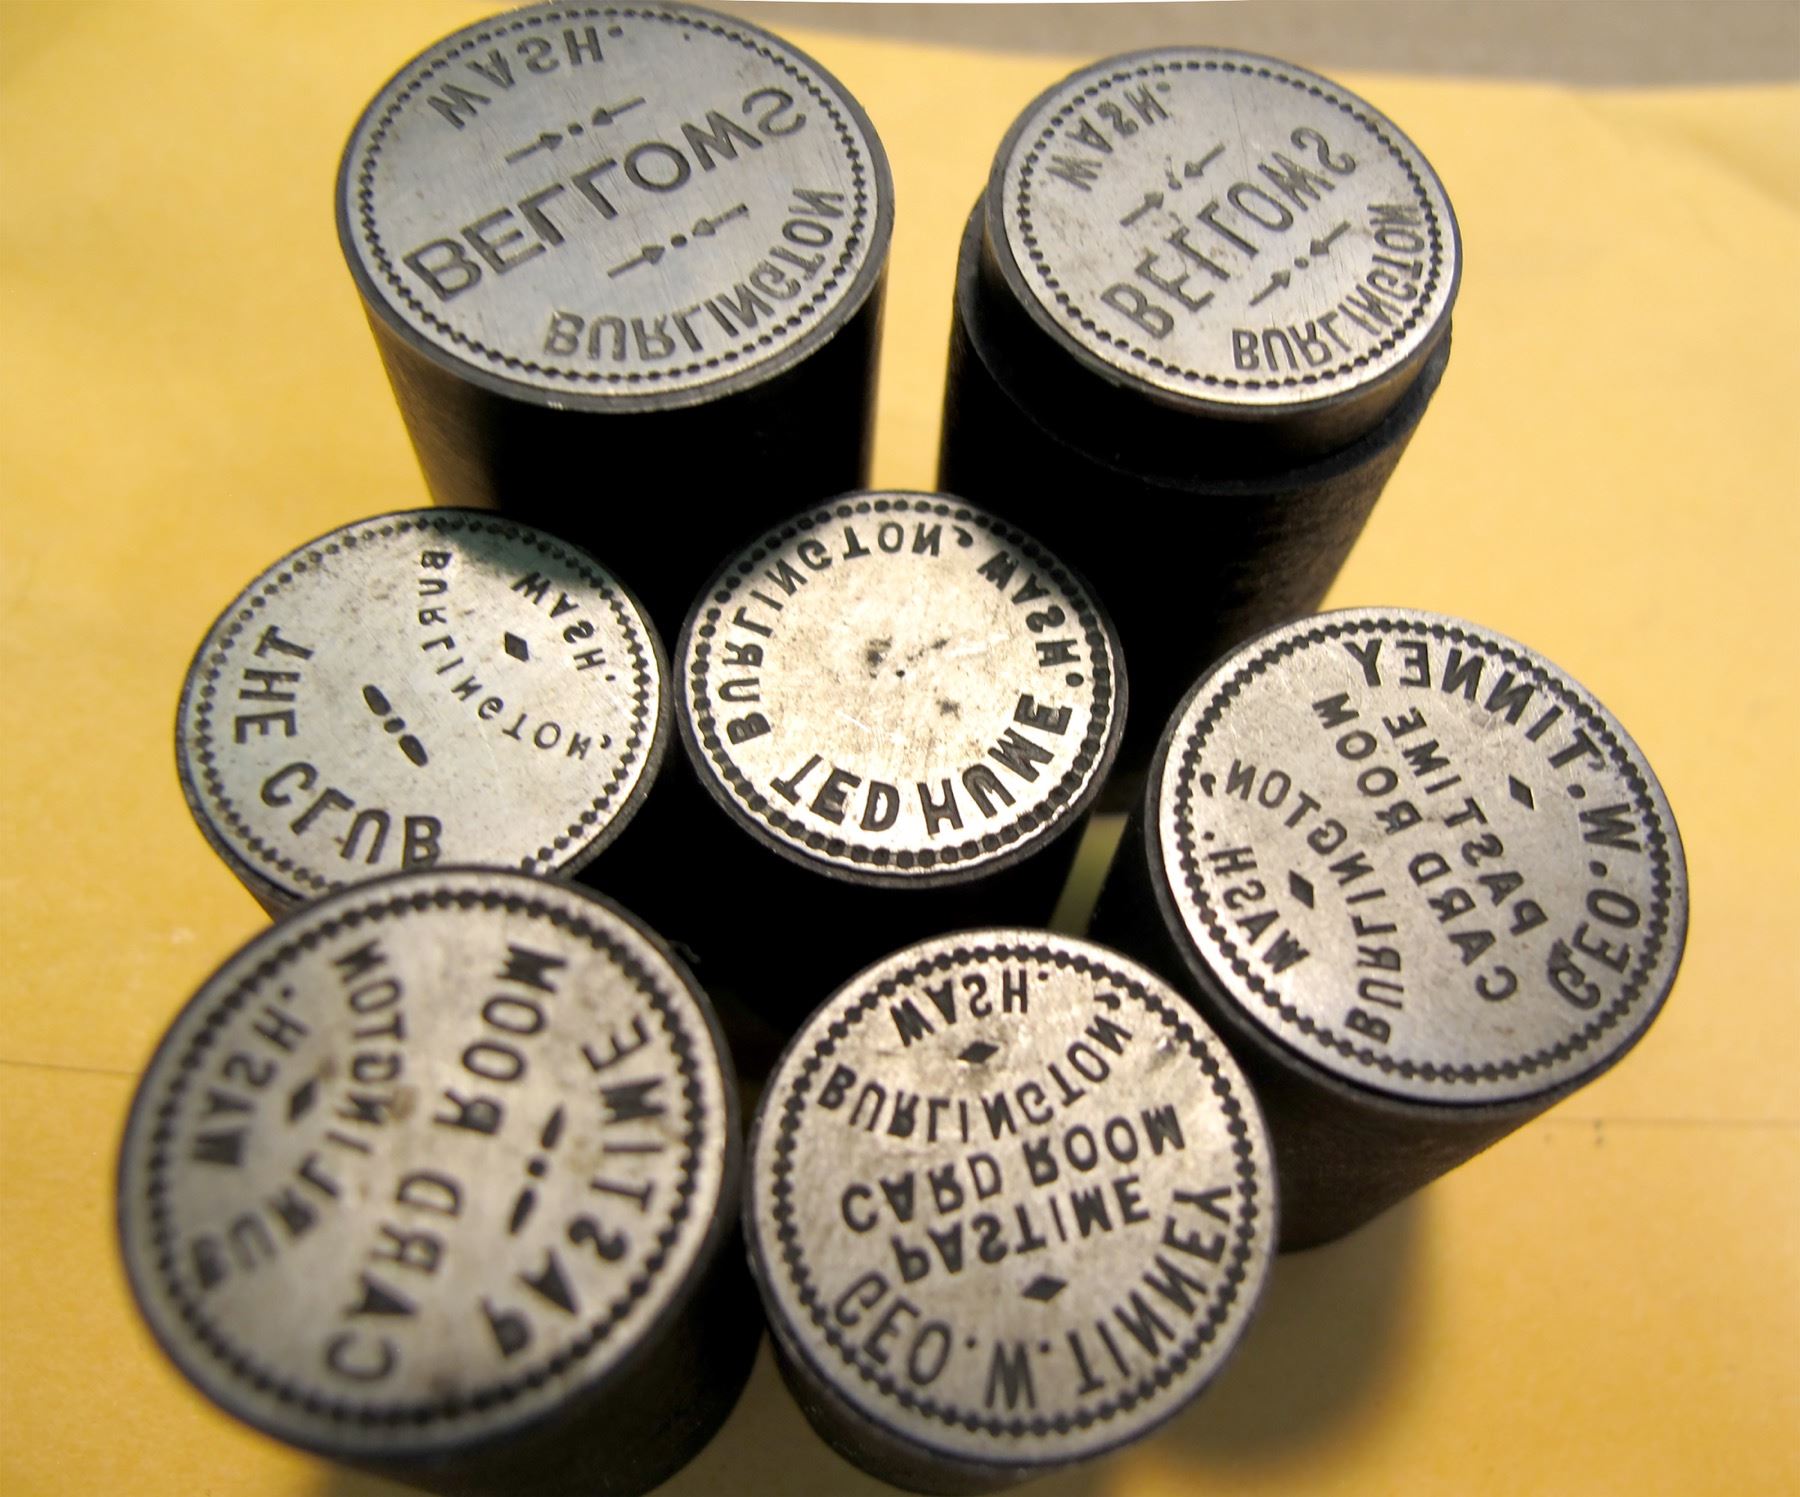 BELLOWS
BURLINGTON
WASH.
BELLOWS
BURLINGTON
WASH.
THE CLUB
BURLINGTON,
WASH.
TED HUME
BURLINGTON, WASH.
GEO. W. TINNEY
PASTIME
CARD ROOM
BURLINGTON,
WASH.
PASTIME
CARD ROOM
BURLINGTON
WASH.
GEO. W. TINNEY
PASTIME
CARD ROOM
BURLINGTON,
WASH.